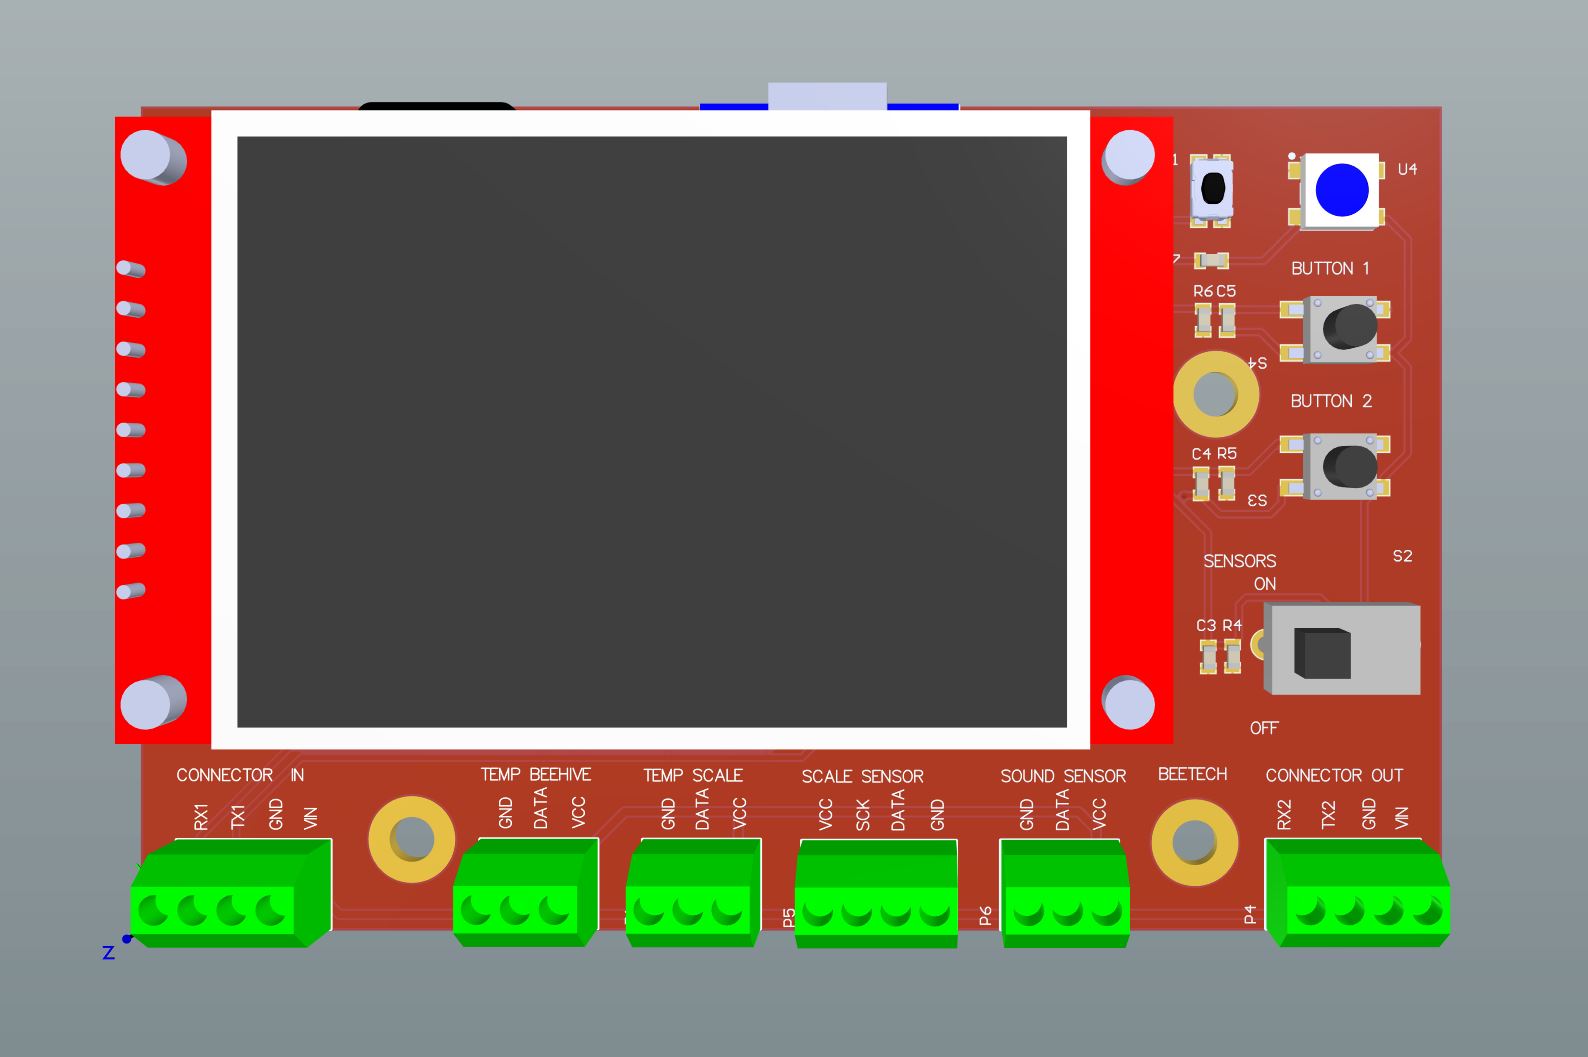 1
U4
7
BUTTON 1
R6 C5
S4
BUTTON 2
C4 R5
S3
SENSORS
ON
S2
C3 R4
OFF
CONNECTOR IN
RX1 TX1 GND VIN
TEMP BEEHIVE
GND DATA VCC
TEMP SCALE
GND DATA VCC
SCALE SENSOR
VCC SCK DATA GND
SOUND SENSOR
GND DATA VCC
BEETECH
CONNECTOR OUT
RX2 TX2 GND VIN
P5
P6
P4
Z